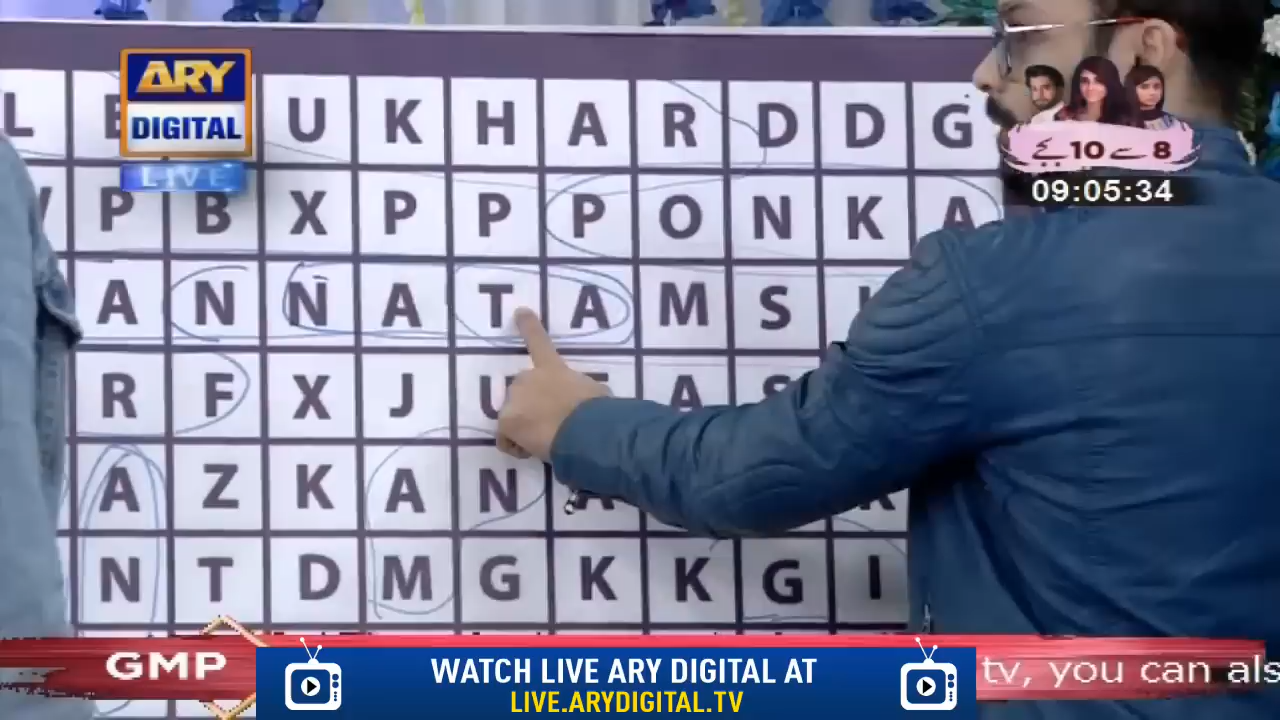 ARY
DIGITAL
LIVE
8 سے 10 بجے
09:05:34
L E U K H A R D D G
P B X P P P O N K A
A N N A T A M S
R F X J U A S
A Z K A N A
N T D M G K K G I
GMP
WATCH LIVE ARY DIGITAL AT
LIVE.ARYDIGITAL.TV
tv, you can als